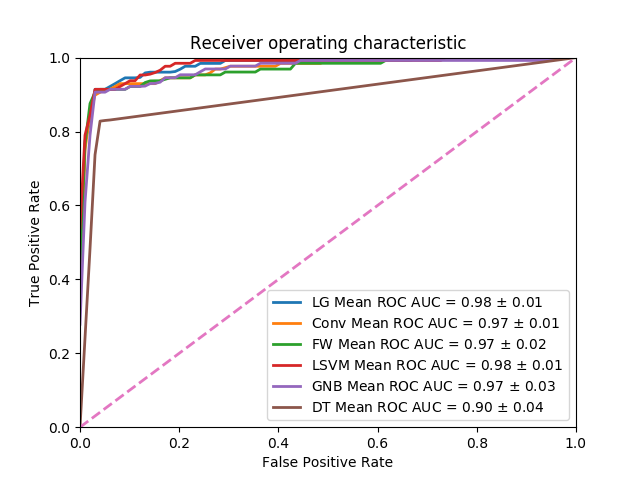 Receiver operating characteristic
1.0
0.8
0.6
0.4
0.2
0.0
True Positive Rate
LG Mean ROC AUC = 0.98 ± 0.01
Conv Mean ROC AUC = 0.97 ± 0.01
FW Mean ROC AUC = 0.97 ± 0.02
LSVM Mean ROC AUC = 0.98 ± 0.01
GNB Mean ROC AUC = 0.97 ± 0.03
DT Mean ROC AUC = 0.90 ± 0.04
0.0 0.2 0.4 0.6 0.8 1.0
False Positive Rate